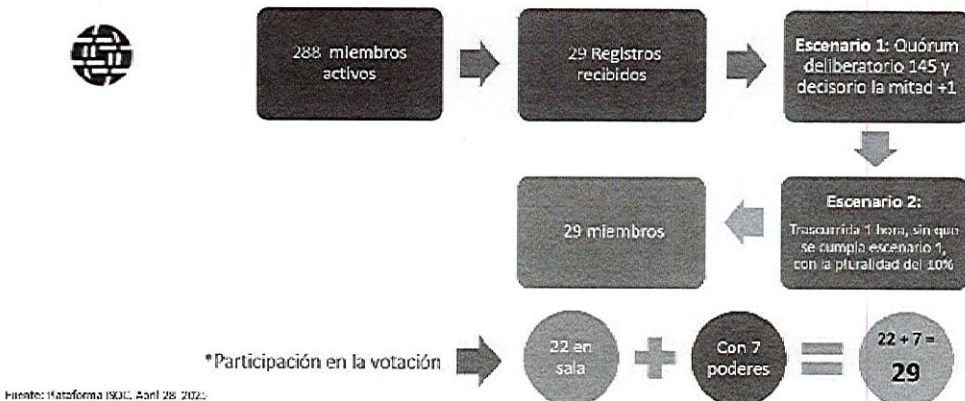 288 miembros
activos
29 Registros
recibidos
Escenario 1: Quórum
deliberatorio 145 y
decisorio la mitad +1
Escenario 2:
Trascurrida 1 hora, sin que
se cumpla escenario 1,
con la pluralidad del 10%
29 miembros
*Participación en la votación
22 en
sala
Con 7
poderes
22 + 7 =
29
Fuente: Plataforma ISOC. April 28, 2025